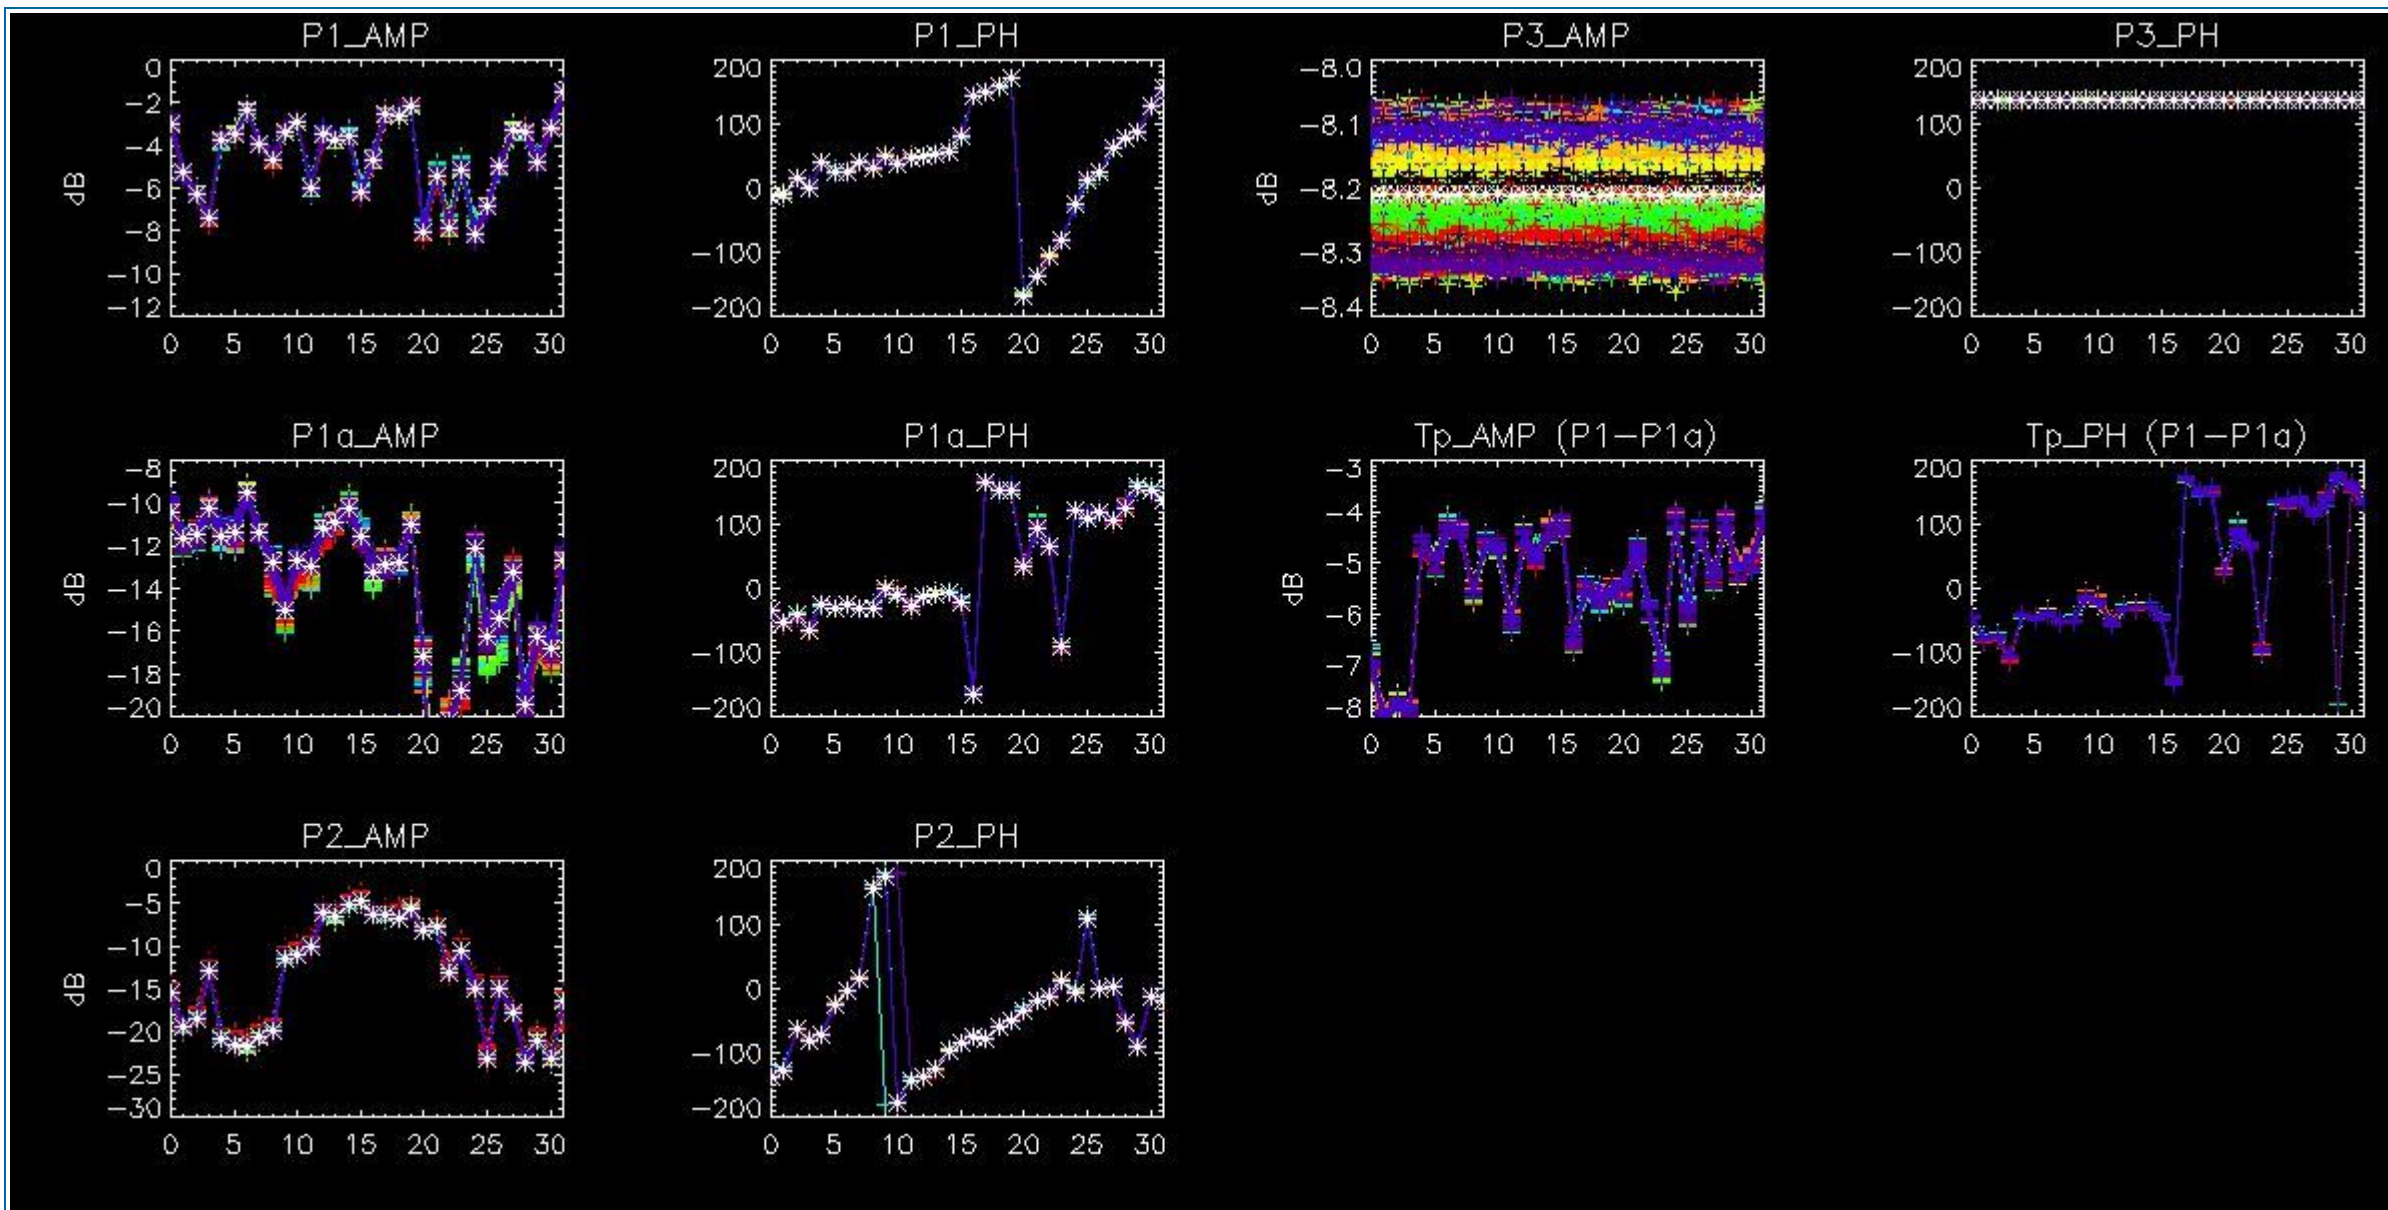 P1_AMP
0
−2
−4
−6
−8
−10
−12
dB
0 5 10 15 20 25 30
P1_PH
200
100
0
−100
−200
0 5 10 15 20 25 30
P3_AMP
−8.0
−8.1
−8.2
−8.3
−8.4
dB
0 5 10 15 20 25 30
P3_PH
200
100
0
−100
−200
0 5 10 15 20 25 30
P1a_AMP
−8
−10
−12
−14
−16
−18
−20
dB
0 5 10 15 20 25 30
P1a_PH
200
100
0
−100
−200
0 5 10 15 20 25 30
Tp_AMP (P1−P1a)
−3
−4
−5
−6
−7
−8
dB
0 5 10 15 20 25 30
Tp_PH (P1−P1a)
200
100
0
−100
−200
0 5 10 15 20 25 30
P2_AMP
0
−5
−10
−15
−20
−25
−30
dB
0 5 10 15 20 25 30
P2_PH
200
100
0
−100
−200
0 5 10 15 20 25 30